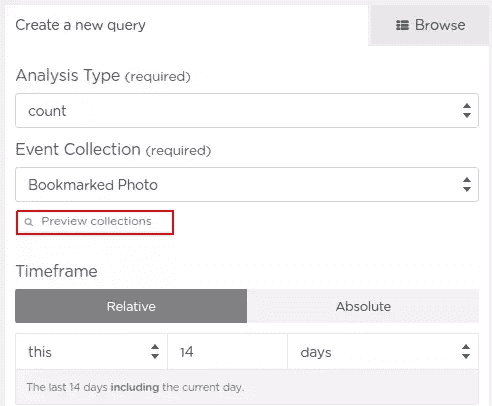 Create a new query
Browse
Analysis Type (required)
count
Event Collection (required)
Bookmarked Photo
Preview collections
Timeframe
Relative
Absolute
this
14
days
The last 14 days including the current day.